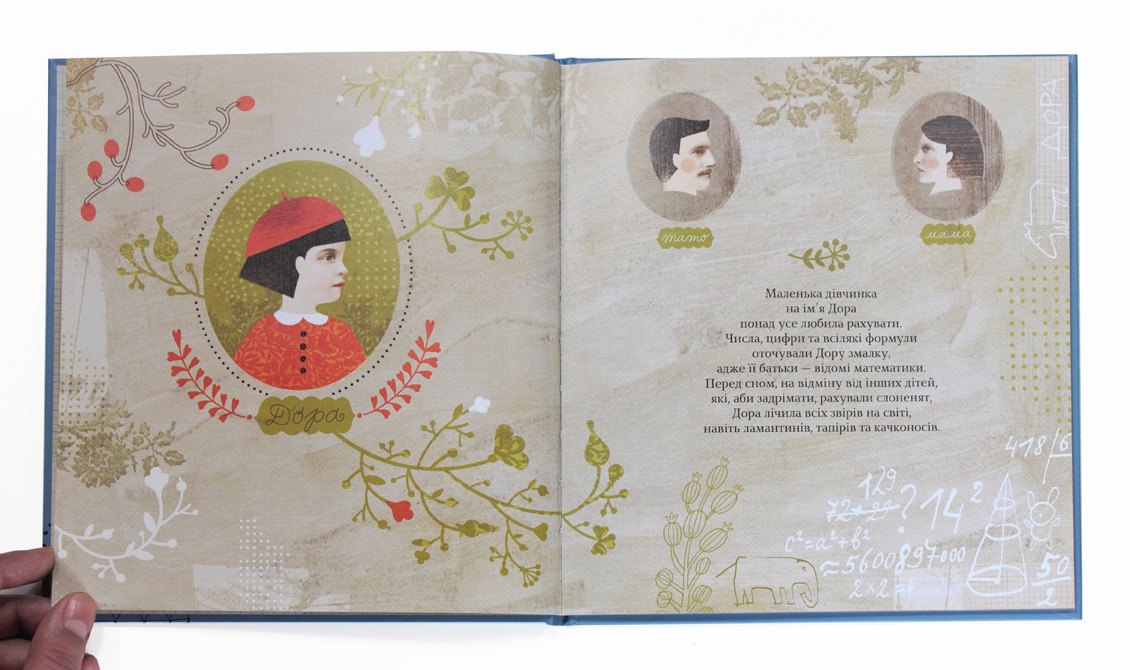 Дора
тато
мама
Маленька дівчинка
на ім’я Дора
понад усе любила рахувати.
Числа, цифри та всілякі формули
оточували Дору змалку,
адже її батьки — відомі математики.
Перед сном, на відміну від інших дітей,
які, аби задрімати, рахували слоненят,
Дора лічила всіх звірів на світі,
навіть ламантинів, тапірів та качконосів.
ДОРА
418/6
129
?
14²
c²=a²+b²
≈5600897000
2×2=4
50
2